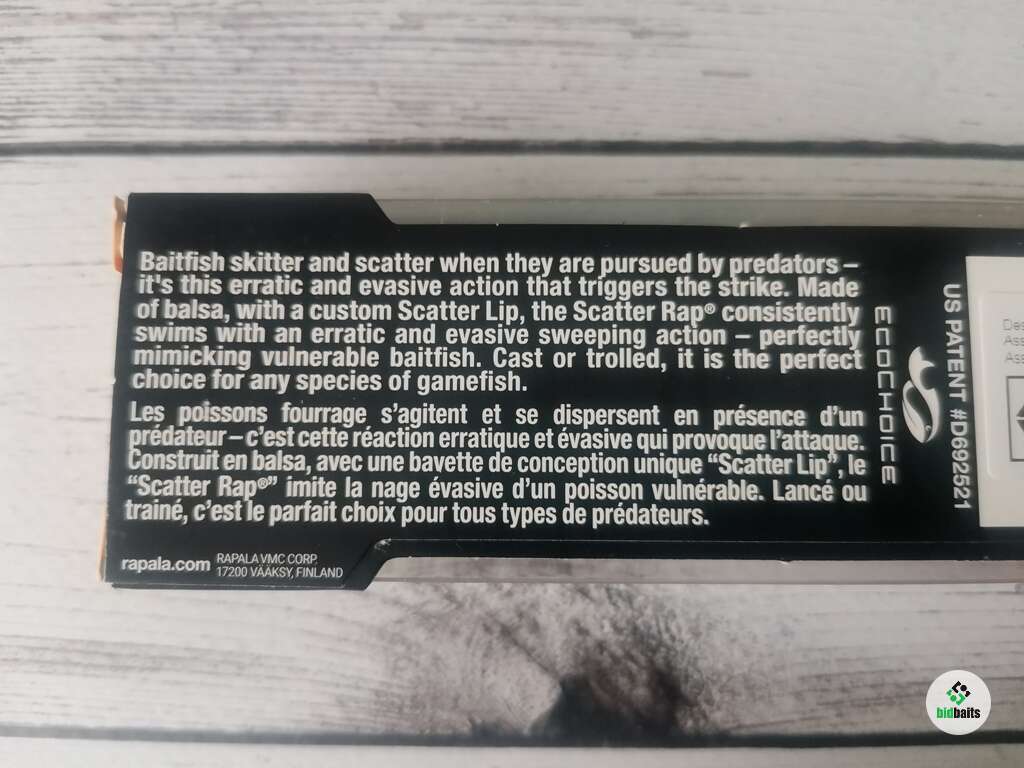 Baitfish skitter and scatter when they are pursued by predators –
it's this erratic and evasive action that triggers the strike. Made
of balsa, with a custom Scatter Lip, the Scatter Rap® consistently
swims with an erratic and evasive sweeping action – perfectly
mimicking vulnerable baitfish. Cast or trolled, it is the perfect
choice for any species of gamefish.
Les poissons fourrage s'agitent et se dispersent en présence d'un
prédateur – c'est cette réaction erratique et évasive qui provoque l'attaque.
Construit en balsa, avec une bavette de conception unique “Scatter Lip”, le
“Scatter Rap®” imite la nage évasive d'un poisson vulnérable. Lancé ou
trainé, c'est le parfait choix pour tous types de prédateurs.
rapala.com
RAPALA VMC CORP.
17200 VÄÄKSY, FINLAND
ECOCHOICE
US PATENT #D692521
bidbaits